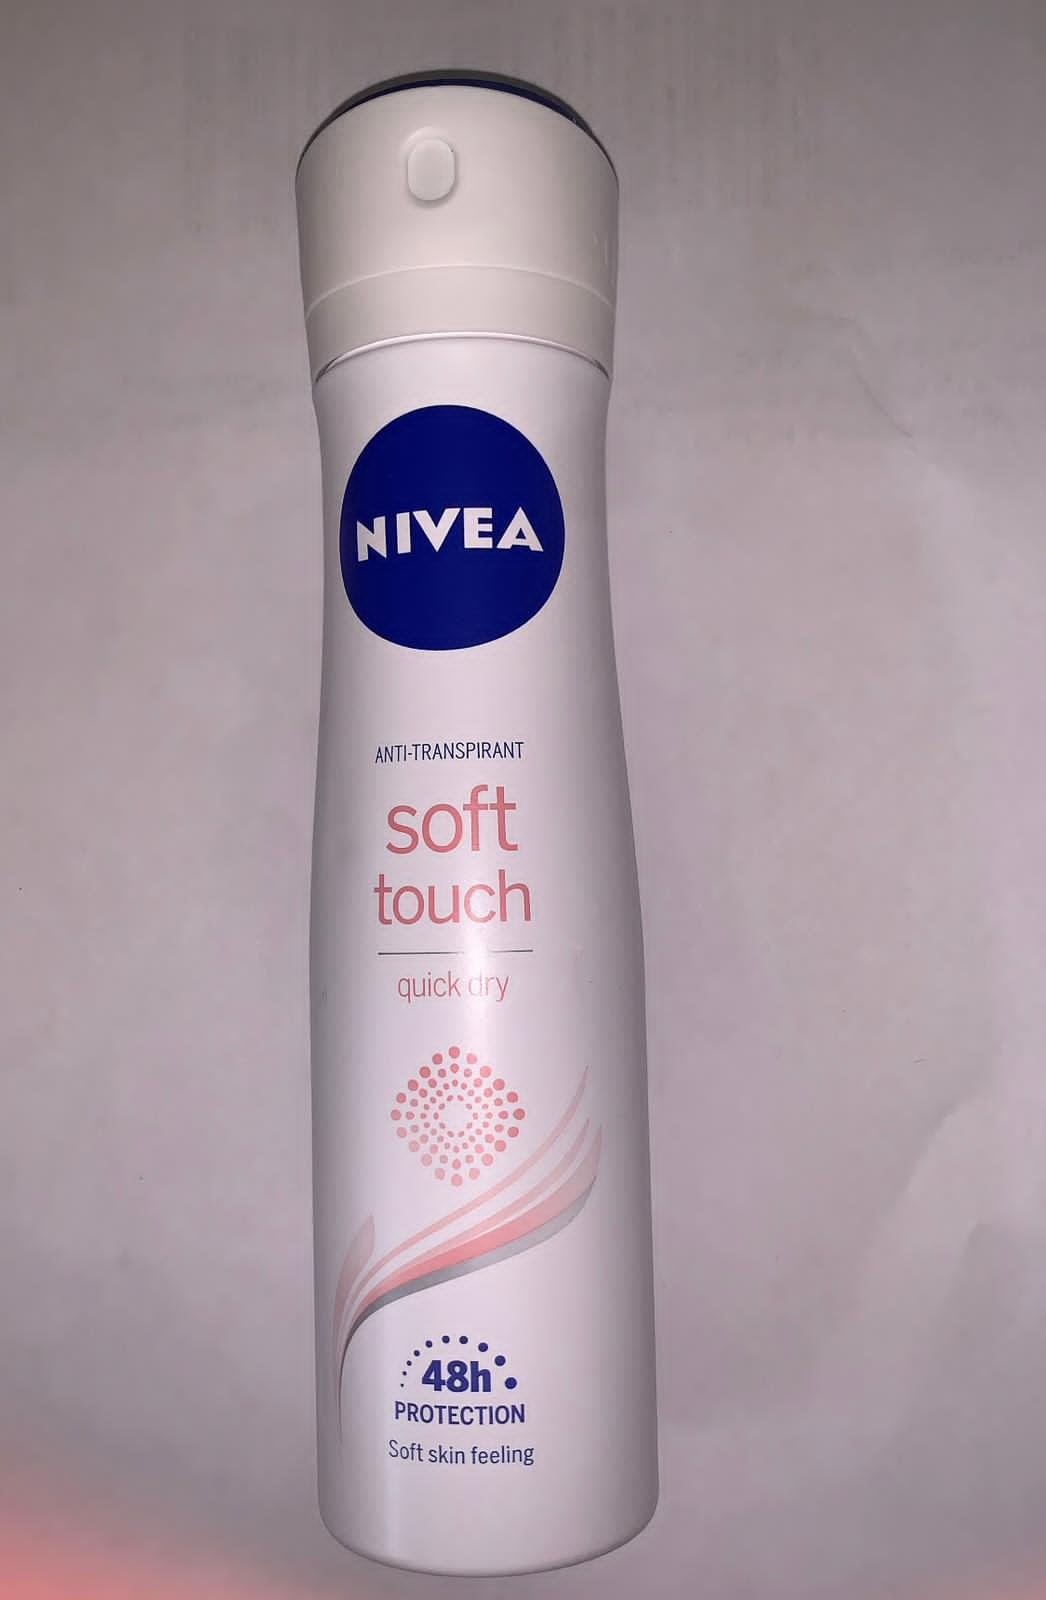 NIVEA
ANTI-TRANSPIRANT
soft
touch
quick dry
48h
PROTECTION
Soft skin feeling